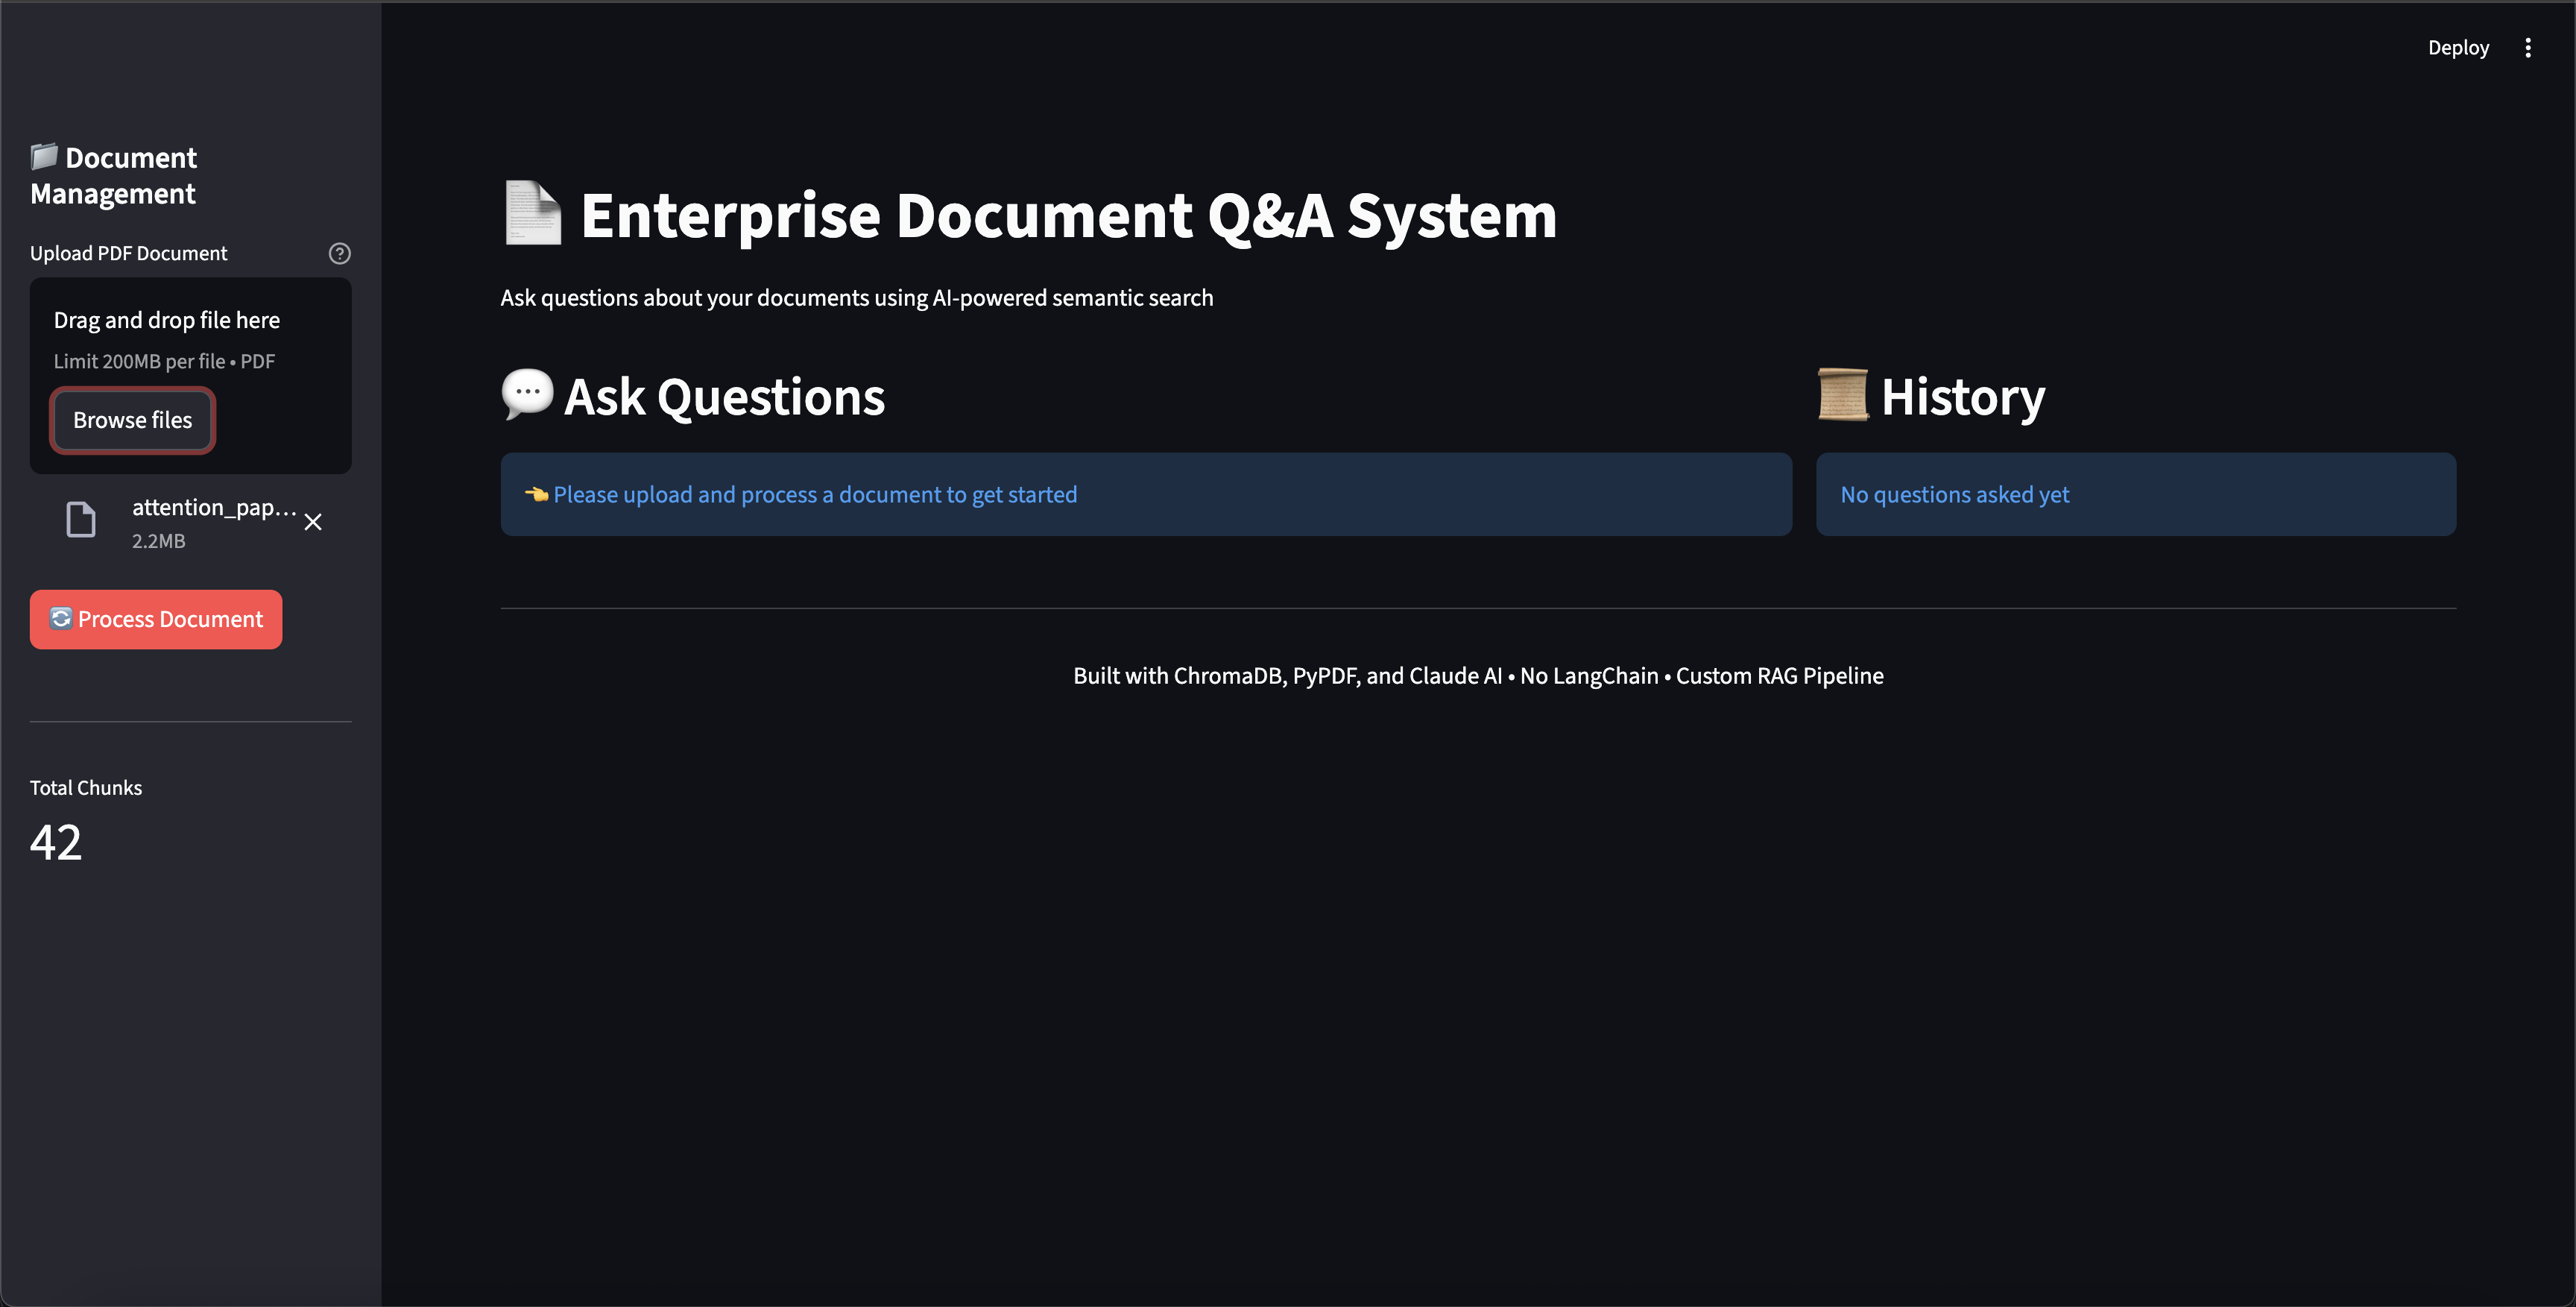 Deploy
Document
Management
Upload PDF Document
Drag and drop file here
Limit 200MB per file • PDF
Browse files
attention_pap...
2.2MB
Process Document
Total Chunks
42
Enterprise Document Q&A System
Ask questions about your documents using AI-powered semantic search
Ask Questions
Please upload and process a document to get started
History
No questions asked yet
Built with ChromaDB, PyPDF, and Claude AI • No LangChain • Custom RAG Pipeline